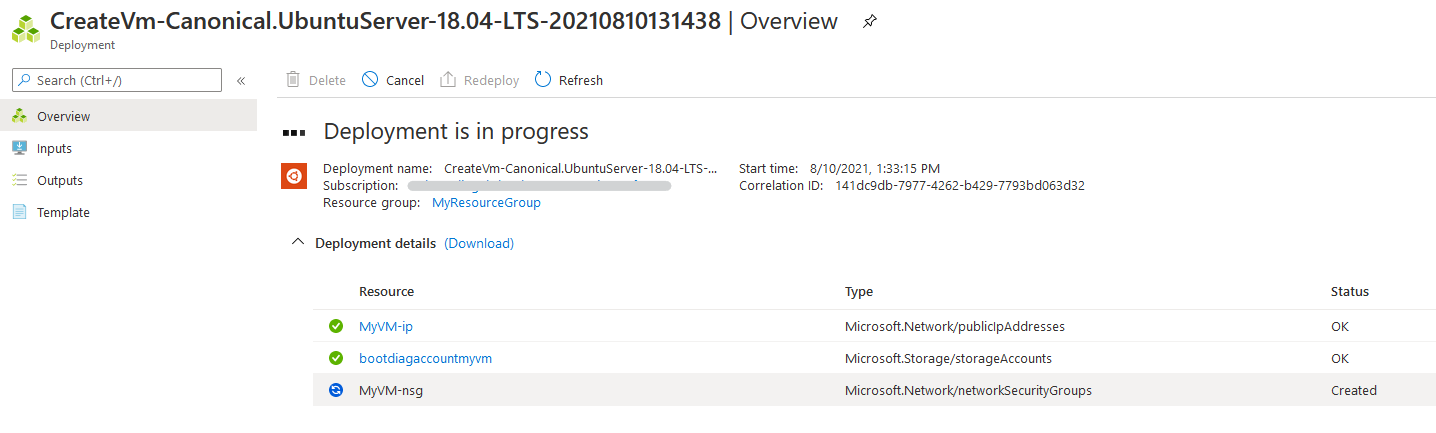 CreateVm-Canonical.UbuntuServer-18.04-LTS-20210810131438 | Overview
Deployment
Search (Ctrl+/)
«
Overview
Inputs
Outputs
Template
Delete Cancel Redeploy Refresh
Deployment is in progress
Deployment name: CreateVm-Canonical.UbuntuServer-18.04-LTS-... Start time: 8/10/2021, 1:33:15 PM
Subscription: Correlation ID: 141dc9db-7977-4262-b429-7793bd063d32
Resource group: MyResourceGroup
Deployment details (Download)
Resource Type Status
MyVM-ip Microsoft.Network/publicIpAddresses OK
bootdiagaccountmyvm Microsoft.Storage/storageAccounts OK
MyVM-nsg Microsoft.Network/networkSecurityGroups Created